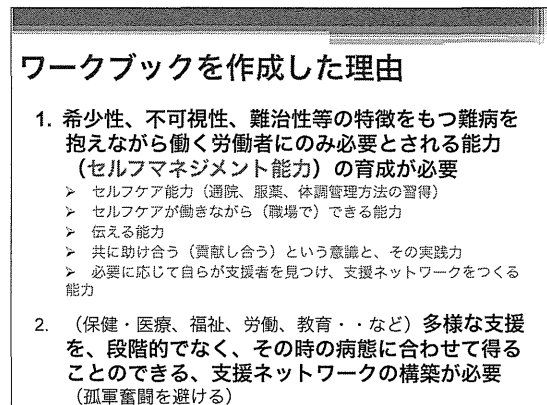 ワークブックを作成した理由
1. 希少性、不可視性、難治性等の特徴をもつ難病を
抱えながら働く労働者にのみ必要とされる能力
（セルフマネジメント能力）の育成が必要
➢ セルフケア能力（通院、服薬、体調管理方法の習得）
➢ セルフケアが働きながら（職場で）できる能力
➢ 伝える能力
➢ 共に助け合う（貢献し合う）という意識と、その実践力
➢ 必要に応じて自らが支援者を見つけ、支援ネットワークをつくる
能力
2. （保健・医療、福祉、労働、教育・・など）多様な支援
を、段階的でなく、その時の病態に合わせて得る
ことのできる、支援ネットワークの構築が必要
（孤軍奮闘を避ける）